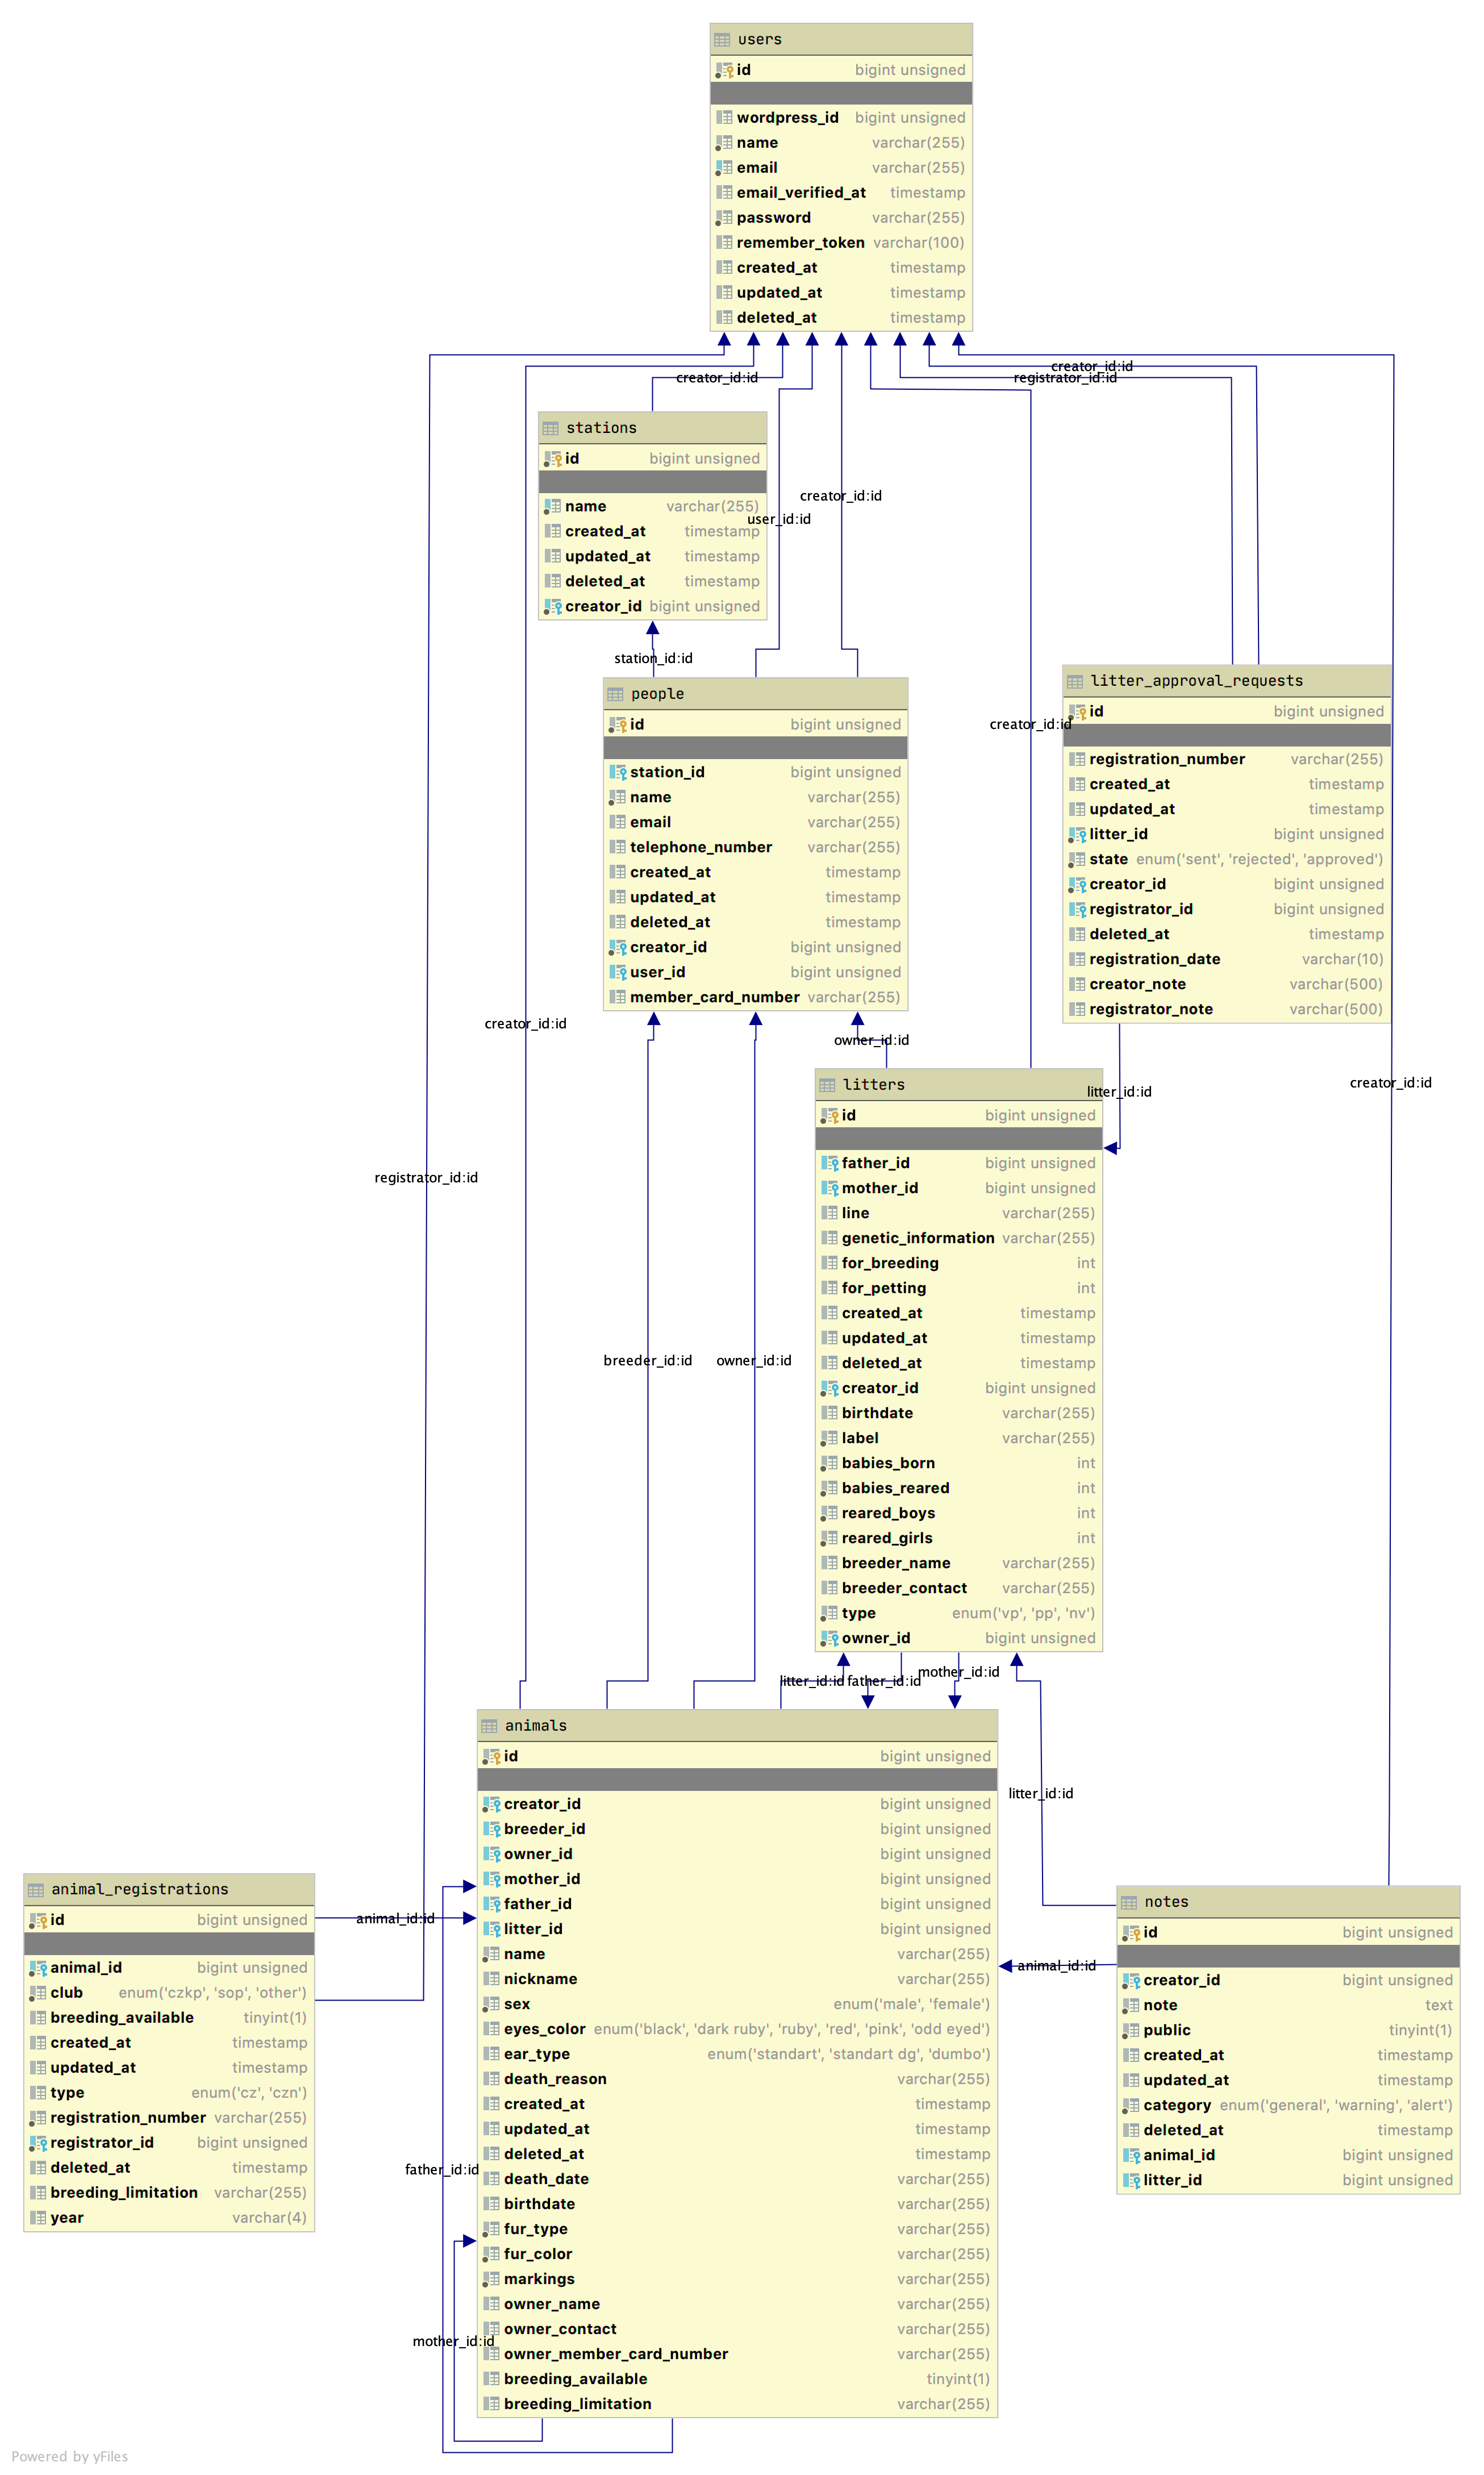 users
id bigint unsigned
wordpress_id bigint unsigned
name varchar(255)
email varchar(255)
email_verified_at timestamp
password varchar(255)
remember_token varchar(100)
created_at timestamp
updated_at timestamp
deleted_at timestamp
creator_id:id
creator_id:id
registrator_id:id
stations
id bigint unsigned
name varchar(255)
created_at timestamp
updated_at timestamp
deleted_at timestamp
creator_id bigint unsigned
creator_id:id
user_id:id
station_id:id
people
id bigint unsigned
station_id bigint unsigned
name varchar(255)
email varchar(255)
telephone_number varchar(255)
created_at timestamp
updated_at timestamp
deleted_at timestamp
creator_id bigint unsigned
user_id bigint unsigned
member_card_number varchar(255)
creator_id:id
litter_approval_requests
id bigint unsigned
registration_number varchar(255)
created_at timestamp
updated_at timestamp
litter_id bigint unsigned
state enum('sent', 'rejected', 'approved')
creator_id bigint unsigned
registrator_id bigint unsigned
deleted_at timestamp
registration_date varchar(10)
creator_note varchar(500)
registrator_note varchar(500)
creator_id:id
owner_id:id
creator_id:id
litter_id:id
litters
id bigint unsigned
father_id bigint unsigned
mother_id bigint unsigned
line varchar(255)
genetic_information varchar(255)
for_breeding int
for_petting int
created_at timestamp
updated_at timestamp
deleted_at timestamp
creator_id bigint unsigned
birthdate varchar(255)
label varchar(255)
babies_born int
babies_reared int
reared_boys int
reared_girls int
breeder_name varchar(255)
breeder_contact varchar(255)
type enum('vp', 'pp', 'nv')
owner_id bigint unsigned
registrator_id:id
breeder_id:id
owner_id:id
litter_id:id
father_id:id
mother_id:id
animals
id bigint unsigned
creator_id bigint unsigned
breeder_id bigint unsigned
owner_id bigint unsigned
mother_id bigint unsigned
father_id bigint unsigned
litter_id bigint unsigned
name varchar(255)
nickname varchar(255)
sex enum('male', 'female')
eyes_color enum('black', 'dark ruby', 'ruby', 'red', 'pink', 'odd eyed')
ear_type enum('standart', 'standart dg', 'dumbo')
death_reason varchar(255)
created_at timestamp
updated_at timestamp
deleted_at timestamp
death_date varchar(255)
birthdate varchar(255)
fur_type varchar(255)
fur_color varchar(255)
markings varchar(255)
owner_name varchar(255)
owner_contact varchar(255)
owner_member_card_number varchar(255)
breeding_available tinyint(1)
breeding_limitation varchar(255)
litter_id:id
animal_registrations
id bigint unsigned
animal_id bigint unsigned
club enum('czkp', 'sop', 'other')
breeding_available tinyint(1)
created_at timestamp
updated_at timestamp
type enum('cz', 'czn')
registration_number varchar(255)
registrator_id bigint unsigned
deleted_at timestamp
breeding_limitation varchar(255)
year varchar(4)
animal_id:id
animal_id:id
notes
id bigint unsigned
creator_id bigint unsigned
note text
public tinyint(1)
created_at timestamp
updated_at timestamp
category enum('general', 'warning', 'alert')
deleted_at timestamp
animal_id bigint unsigned
litter_id bigint unsigned
father_id:id
mother_id:id
Powered by yFiles